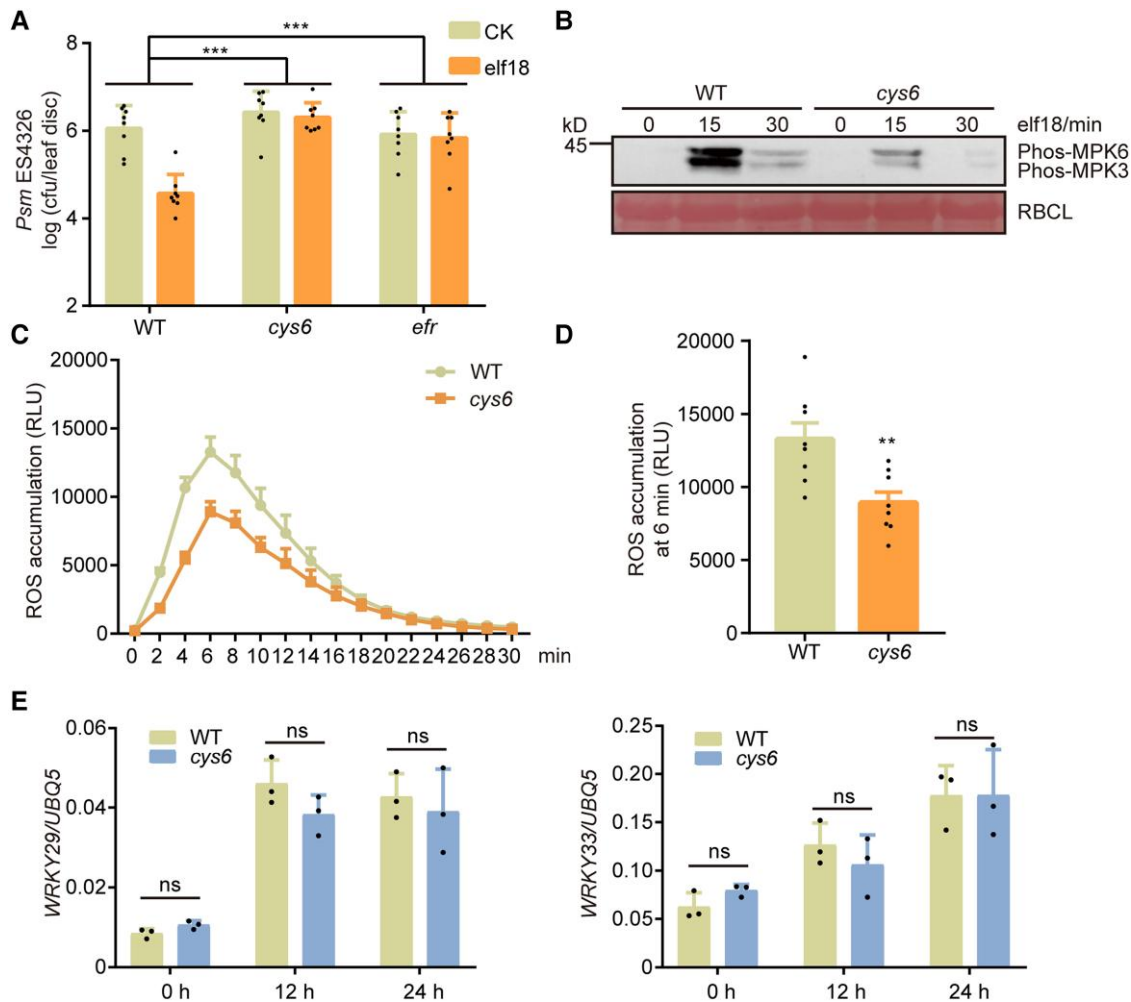 A
CK
elf18
***
***
Psm ES4326
log (cfu/leaf disc)
8
6
4
2
WT
cys6
efr
B
WT
cys6
kD
0
15
30
0
15
30
elf18/min
45
Phos-MPK6
Phos-MPK3
RBCL
C
ROS accumulation (RLU)
20000
15000
10000
5000
0
WT
cys6
0 2 4 6 8 10 12 14 16 18 20 22 24 26 28 30 min
D
ROS accumulation
at 6 min (RLU)
20000
15000
10000
5000
0
**
WT
cys6
E
WRKY29/UBQ5
0.06
0.04
0.02
0
WT
cys6
ns
ns
ns
0 h
12 h
24 h
WRKY33/UBQ5
0.25
0.20
0.15
0.10
0.05
0
WT
cys6
ns
ns
ns
0 h
12 h
24 h